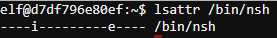 elf@d7df796e80ef:~$ lsattr /bin/nsh
----i---------e---- /bin/nsh